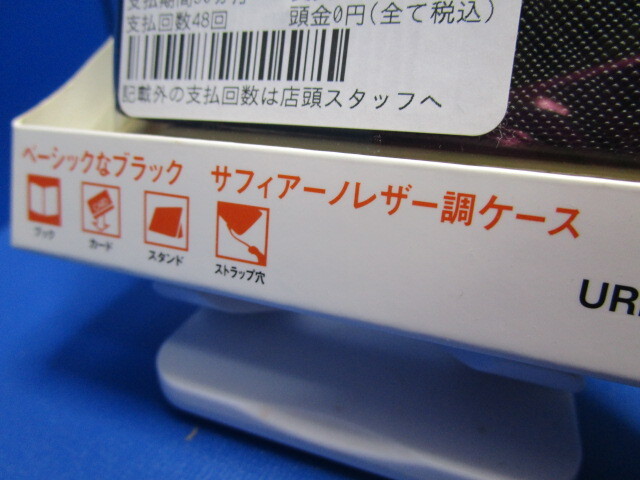 支払回数48回 頭金0円(全て税込)
記載外の支払回数は店頭スタッフへ
ベーシックなブラック サフィアーノレザー調ケース
ブック カード スタンド ストラップ穴